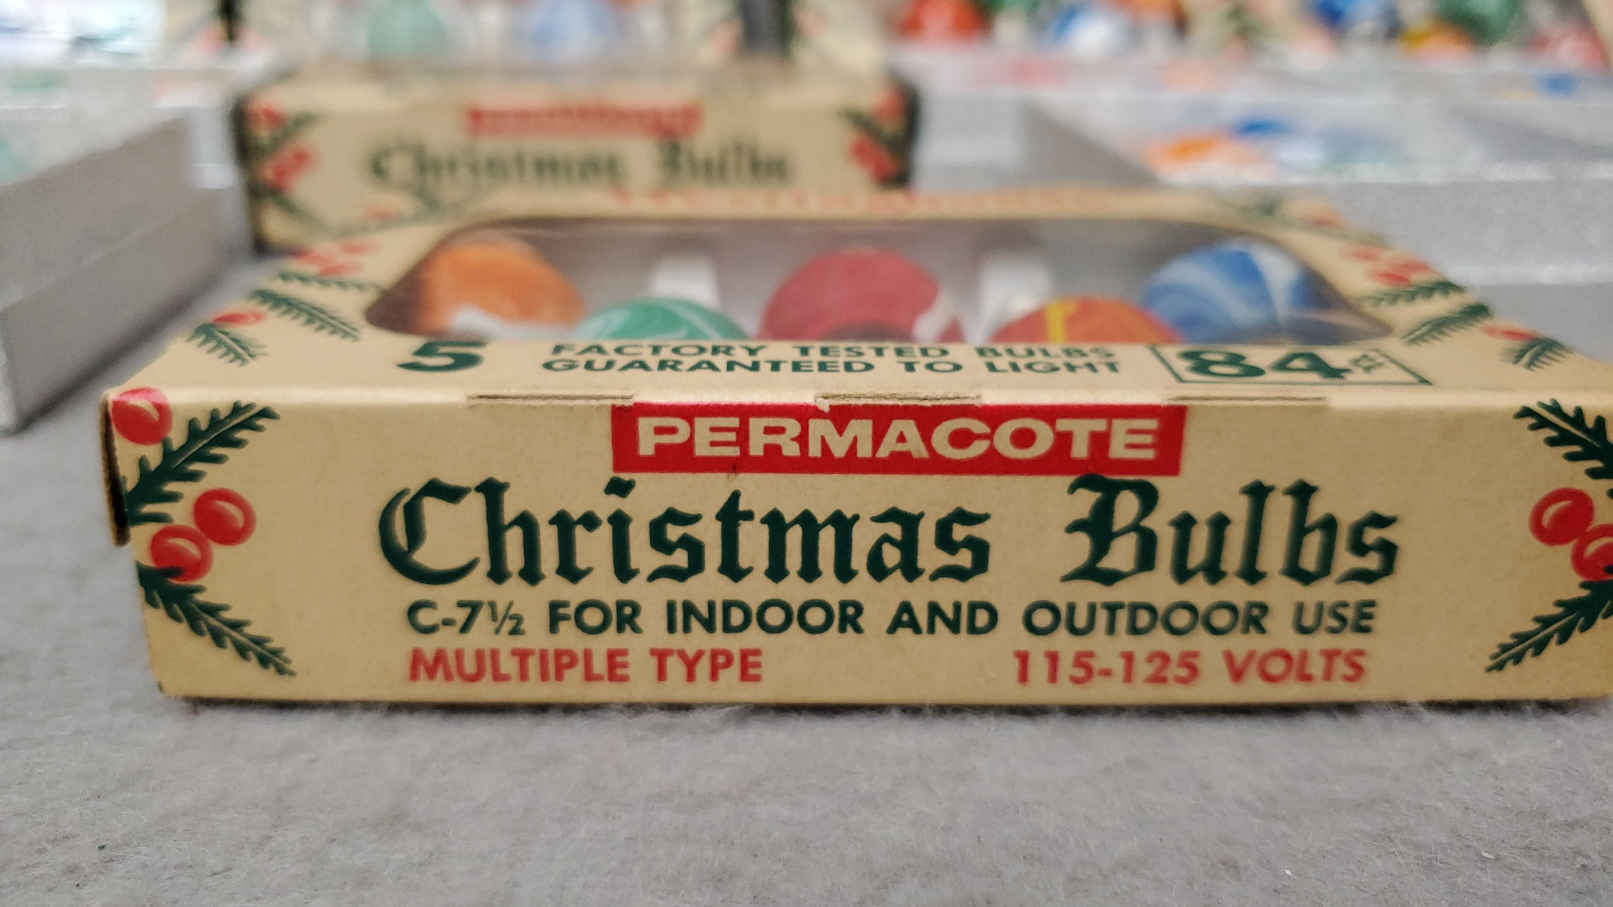 Christmas Bulbs
5 FACTORY TESTED BULBS 84
GUARANTEED TO LIGHT
PERMACOTE
Christmas Bulbs
C-7½ FOR INDOOR AND OUTDOOR USE
MULTIPLE TYPE 115-125 VOLTS